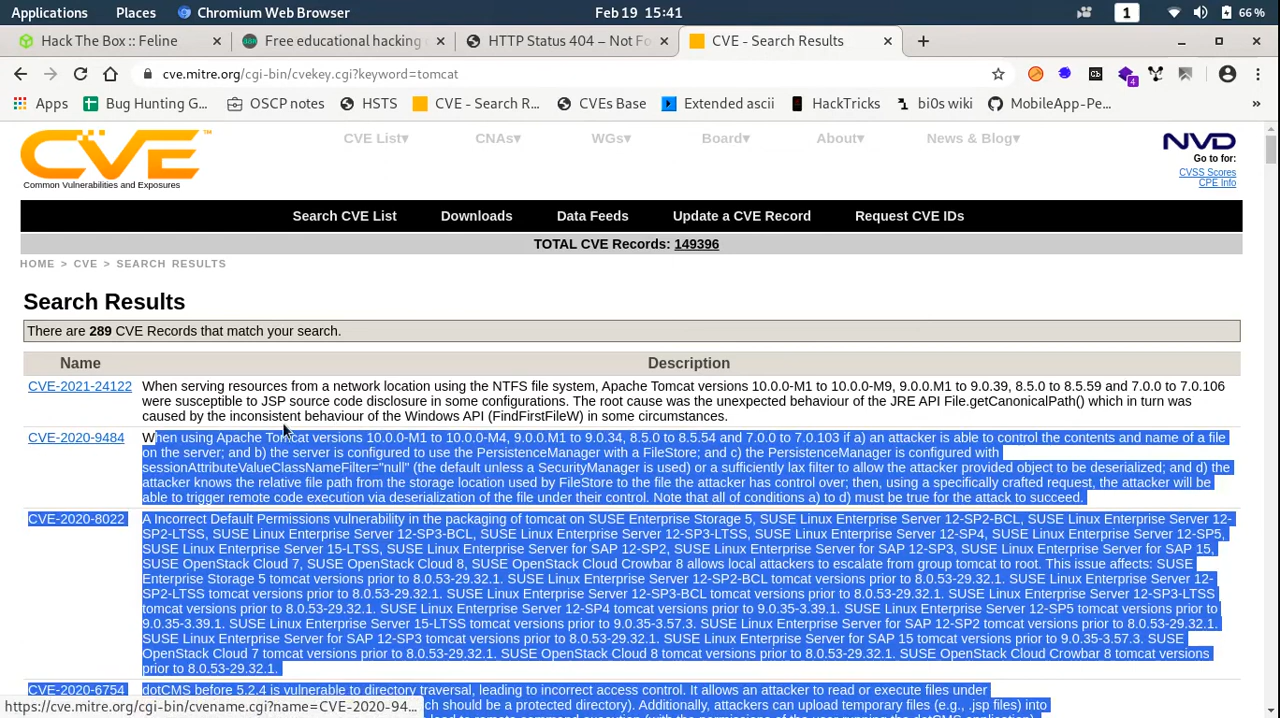 Applications Places Chromium Web Browser Feb 19 15:41 1 66 %
Hack The Box :: Feline Free educational hacking HTTP Status 404 – Not Fo CVE - Search Results
cve.mitre.org/cgi-bin/cvekey.cgi?keyword=tomcat
Apps Bug Hunting G... OSCP notes HSTS CVE - Search R... CVEs Base Extended ascii HackTricks bi0s wiki MobileApp-Pe... »
CVE™
Common Vulnerabilities and Exposures
CVE List▾ CNAs▾ WGs▾ Board▾ About▾ News & Blog▾
NVD
Go to for:
CVSS Scores
CPE Info
Search CVE List Downloads Data Feeds Update a CVE Record Request CVE IDs
TOTAL CVE Records: 149396
HOME > CVE > SEARCH RESULTS
Search Results
There are 289 CVE Records that match your search.
Name Description
CVE-2021-24122 When serving resources from a network location using the NTFS file system, Apache Tomcat versions 10.0.0-M1 to 10.0.0-M9, 9.0.0.M1 to 9.0.39, 8.5.0 to 8.5.59 and 7.0.0 to 7.0.106
were susceptible to JSP source code disclosure in some configurations. The root cause was the unexpected behaviour of the JRE API File.getCanonicalPath() which in turn was
caused by the inconsistent behaviour of the Windows API (FindFirstFileW) in some circumstances.
CVE-2020-9484 When using Apache Tomcat versions 10.0.0-M1 to 10.0.0-M4, 9.0.0.M1 to 9.0.34, 8.5.0 to 8.5.54 and 7.0.0 to 7.0.103 if a) an attacker is able to control the contents and name of a file
on the server; and b) the server is configured to use the PersistenceManager with a FileStore; and c) the PersistenceManager is configured with
sessionAttributeValueClassNameFilter="null" (the default unless a SecurityManager is used) or a sufficiently lax filter to allow the attacker provided object to be deserialized; and d) the
attacker knows the relative file path from the storage location used by FileStore to the file the attacker has control over; then, using a specifically crafted request, the attacker will be
able to trigger remote code execution via deserialization of the file under their control. Note that all of conditions a) to d) must be true for the attack to succeed.
CVE-2020-8022 A Incorrect Default Permissions vulnerability in the packaging of tomcat on SUSE Enterprise Storage 5, SUSE Linux Enterprise Server 12-SP2-BCL, SUSE Linux Enterprise Server 12-
SP2-LTSS, SUSE Linux Enterprise Server 12-SP3-BCL, SUSE Linux Enterprise Server 12-SP3-LTSS, SUSE Linux Enterprise Server 12-SP4, SUSE Linux Enterprise Server 12-SP5,
SUSE Linux Enterprise Server 15-LTSS, SUSE Linux Enterprise Server for SAP 12-SP2, SUSE Linux Enterprise Server for SAP 12-SP3, SUSE Linux Enterprise Server for SAP 15,
SUSE OpenStack Cloud 7, SUSE OpenStack Cloud 8, SUSE OpenStack Cloud Crowbar 8 allows local attackers to escalate from group tomcat to root. This issue affects: SUSE
Enterprise Storage 5 tomcat versions prior to 8.0.53-29.32.1. SUSE Linux Enterprise Server 12-SP2-BCL tomcat versions prior to 8.0.53-29.32.1. SUSE Linux Enterprise Server 12-
SP2-LTSS tomcat versions prior to 8.0.53-29.32.1. SUSE Linux Enterprise Server 12-SP3-BCL tomcat versions prior to 8.0.53-29.32.1. SUSE Linux Enterprise Server 12-SP3-LTSS
tomcat versions prior to 8.0.53-29.32.1. SUSE Linux Enterprise Server 12-SP4 tomcat versions prior to 9.0.35-3.39.1. SUSE Linux Enterprise Server 12-SP5 tomcat versions prior to
9.0.35-3.39.1. SUSE Linux Enterprise Server 15-LTSS tomcat versions prior to 9.0.35-3.57.3. SUSE Linux Enterprise Server for SAP 12-SP2 tomcat versions prior to 8.0.53-29.32.1.
SUSE Linux Enterprise Server for SAP 12-SP3 tomcat versions prior to 8.0.53-29.32.1. SUSE Linux Enterprise Server for SAP 15 tomcat versions prior to 9.0.35-3.57.3. SUSE
OpenStack Cloud 7 tomcat versions prior to 8.0.53-29.32.1. SUSE OpenStack Cloud 8 tomcat versions prior to 8.0.53-29.32.1. SUSE OpenStack Cloud Crowbar 8 tomcat versions
prior to 8.0.53-29.32.1.
CVE-2020-6754 dotCMS before 5.2.4 is vulnerable to directory traversal, leading to incorrect access control. It allows an attacker to read or execute files under
ch should be a protected directory). Additionally, attackers can upload temporary files (e.g., .jsp files) into
https://cve.mitre.org/cgi-bin/cvename.cgi?name=CVE-2020-94...